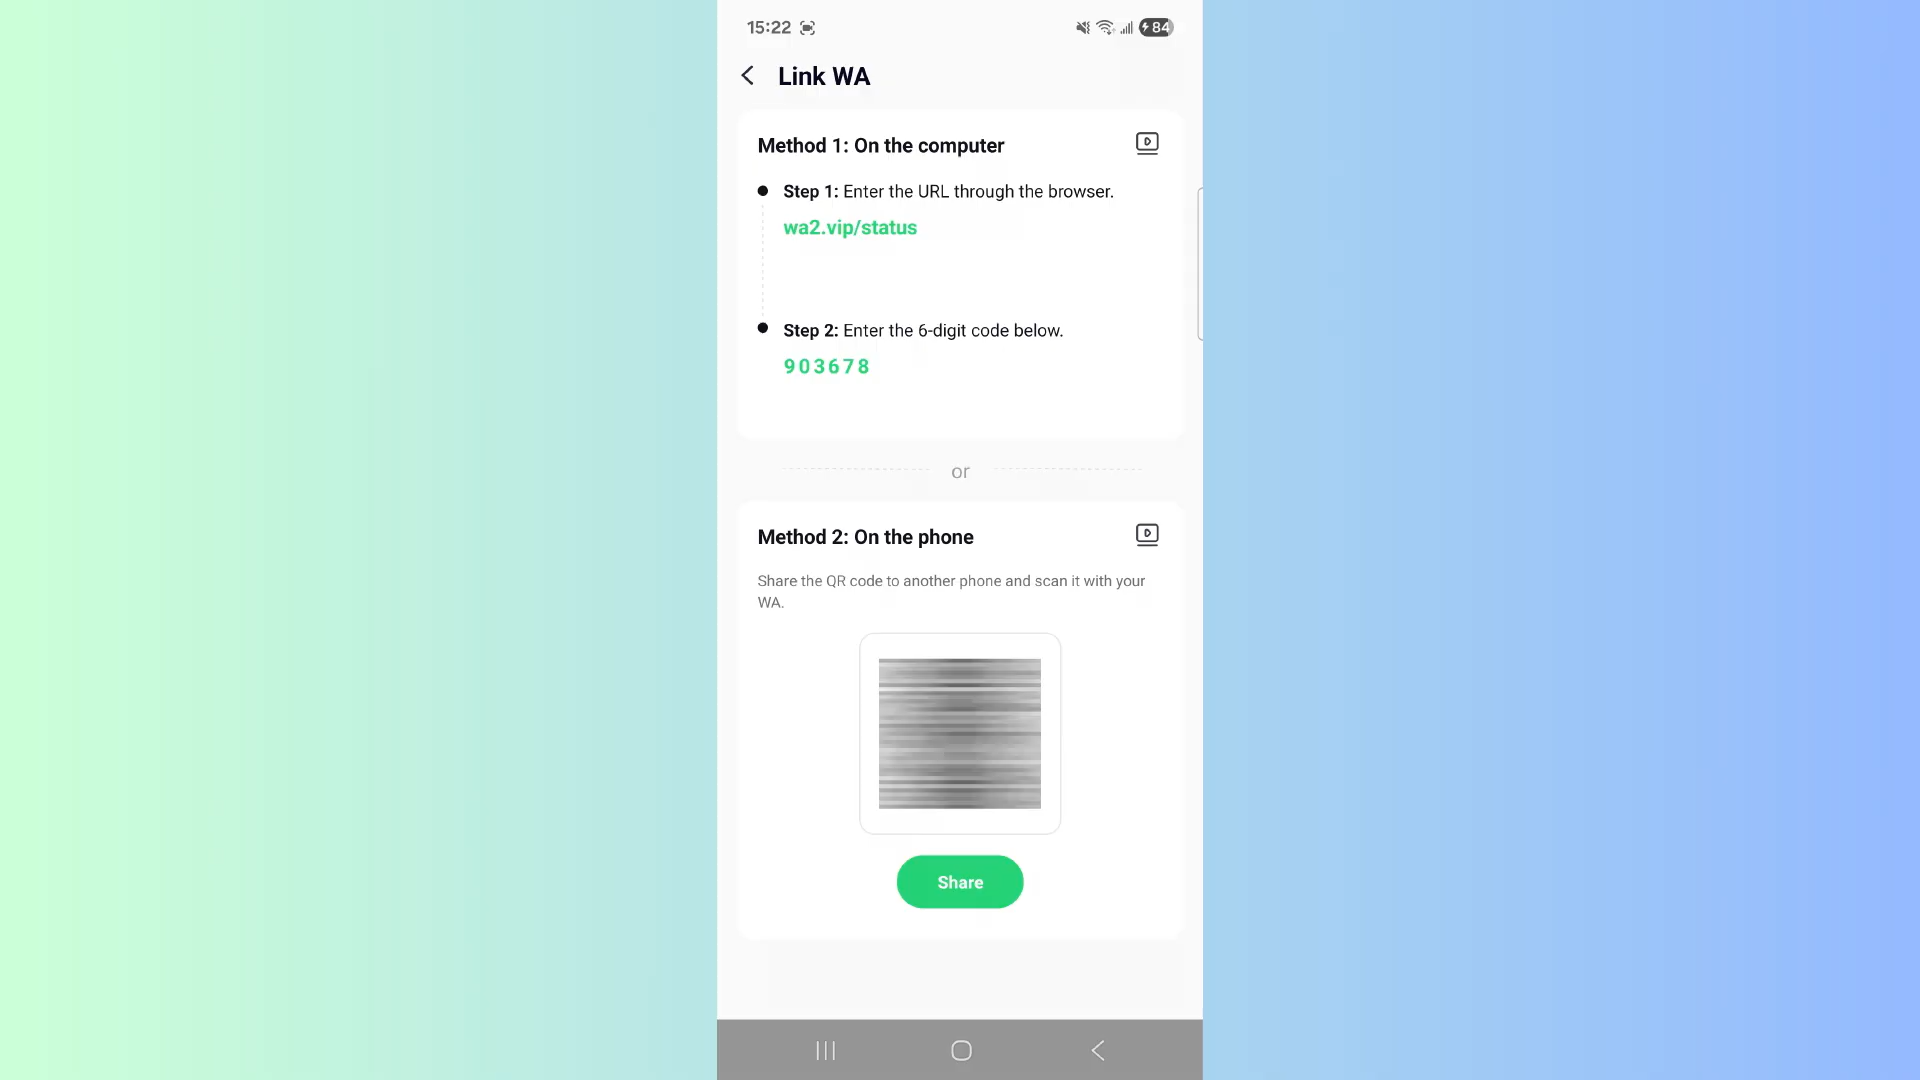 15:22
84
Link WA
Method 1: On the computer
Step 1: Enter the URL through the browser.
wa2.vip/status
Step 2: Enter the 6-digit code below.
903678
or
Method 2: On the phone
Share the QR code to another phone and scan it with your
WA.
Share